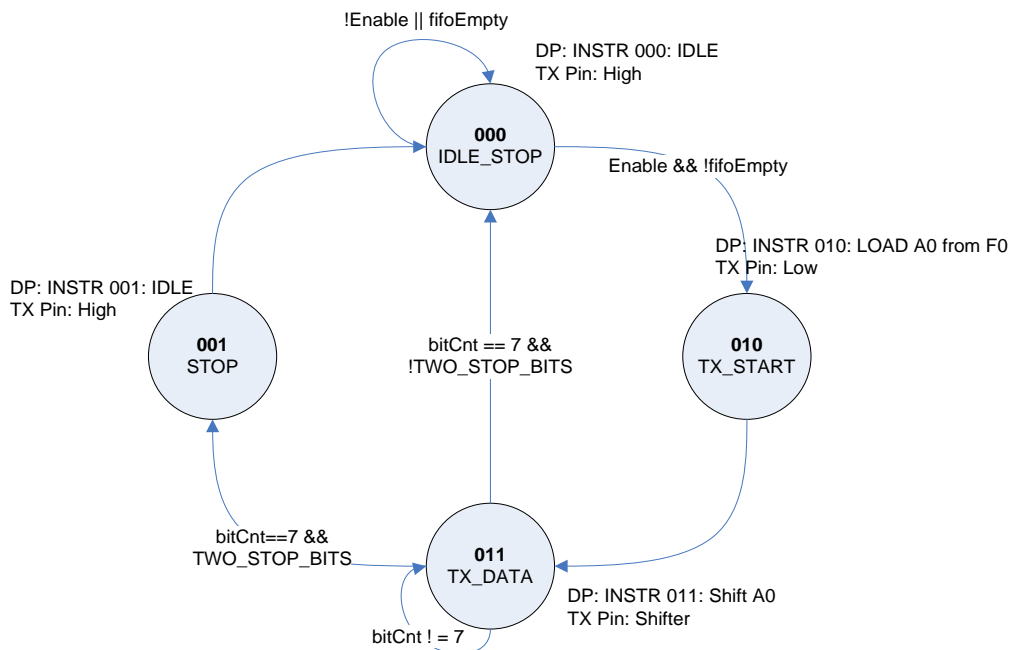 !Enable || fifoEmpty
DP: INSTR 000: IDLE
TX Pin: High
000
IDLE_STOP
Enable && !fifoEmpty
DP: INSTR 010: LOAD A0 from F0
TX Pin: Low
DP: INSTR 001: IDLE
TX Pin: High
001
STOP
bitCnt == 7 &&
!TWO_STOP_BITS
010
TX_START
bitCnt==7 &&
TWO_STOP_BITS
011
TX_DATA
DP: INSTR 011: Shift A0
TX Pin: Shifter
bitCnt ! = 7